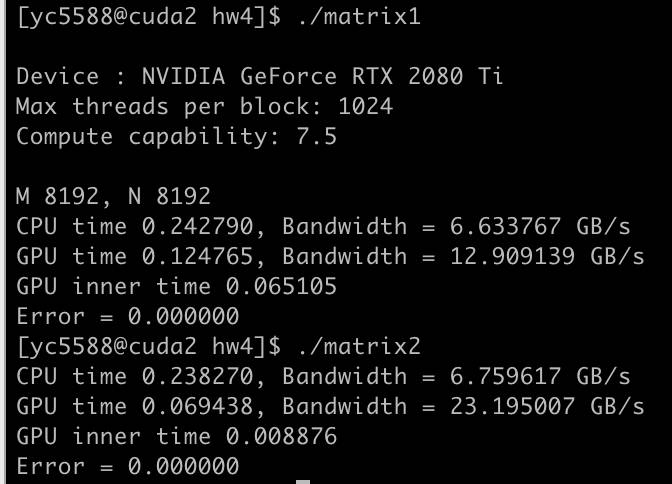 [yc5588@cuda2 hw4]$ ./matrix1
Device : NVIDIA GeForce RTX 2080 Ti
Max threads per block: 1024
Compute capability: 7.5
M 8192, N 8192
CPU time 0.242790, Bandwidth = 6.633767 GB/s
GPU time 0.124765, Bandwidth = 12.909139 GB/s
GPU inner time 0.065105
Error = 0.000000
[yc5588@cuda2 hw4]$ ./matrix2
CPU time 0.238270, Bandwidth = 6.759617 GB/s
GPU time 0.069438, Bandwidth = 23.195007 GB/s
GPU inner time 0.008876
Error = 0.000000